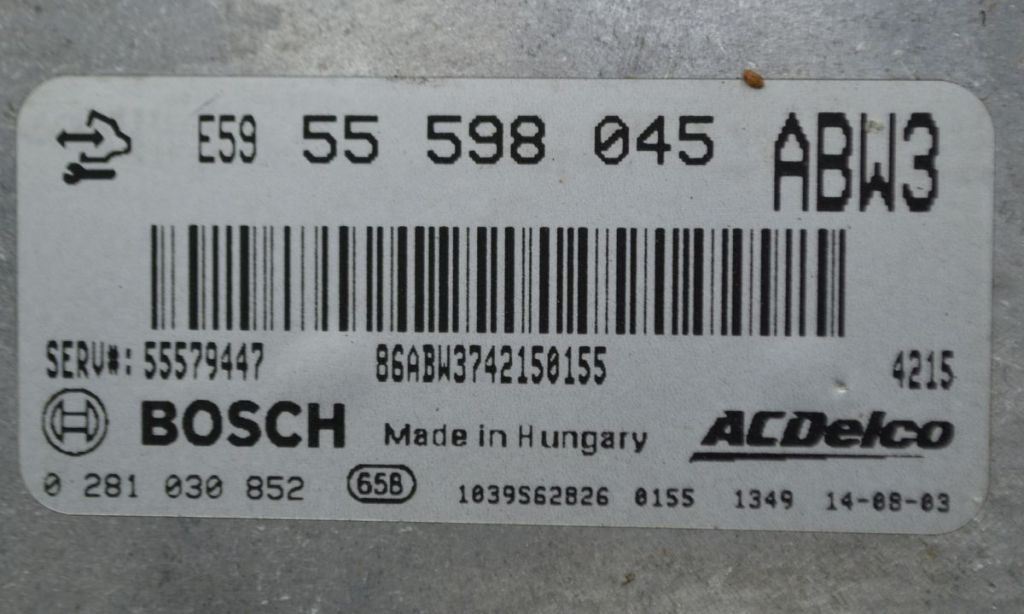 E59 55 598 045 ABW3
SERV#: 55579447 86ABW3742150155 4215
BOSCH Made in Hungary ACDelco
0 281 030 852 65B 1039S62826 0155 1349 14-08-03